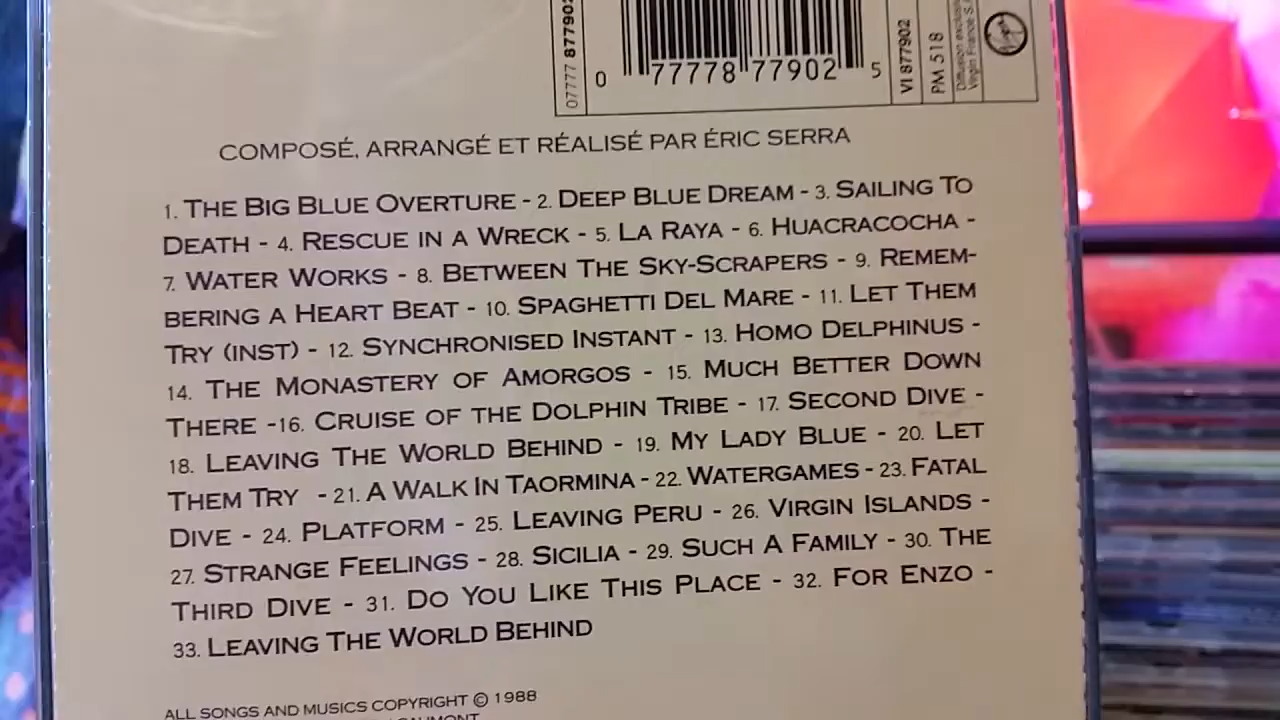 07777 87790
0 77778 77902 5
VI 877902
PM 518
Diffusion exclusive
Virgin France S.A.
Virgin
COMPOSÉ, ARRANGÉ ET RÉALISÉ PAR ÉRIC SERRA
1. THE BIG BLUE OVERTURE - 2. DEEP BLUE DREAM - 3. SAILING TO
DEATH - 4. RESCUE IN A WRECK - 5. LA RAYA - 6. HUACRACOCHA -
7. WATER WORKS - 8. BETWEEN THE SKY-SCRAPERS - 9. REMEM-
BERING A HEART BEAT - 10. SPAGHETTI DEL MARE - 11. LET THEM
TRY (INST) - 12. SYNCHRONISED INSTANT - 13. HOMO DELPHINUS -
14. THE MONASTERY OF AMORGOS - 15. MUCH BETTER DOWN
THERE -16. CRUISE OF THE DOLPHIN TRIBE - 17. SECOND DIVE -
18. LEAVING THE WORLD BEHIND - 19. MY LADY BLUE - 20. LET
THEM TRY - 21. A WALK IN TAORMINA - 22. WATERGAMES - 23. FATAL
DIVE - 24. PLATFORM - 25. LEAVING PERU - 26. VIRGIN ISLANDS -
27. STRANGE FEELINGS - 28. SICILIA - 29. SUCH A FAMILY - 30. THE
THIRD DIVE - 31. DO YOU LIKE THIS PLACE - 32. FOR ENZO -
33. LEAVING THE WORLD BEHIND
ALL SONGS AND MUSICS COPYRIGHT © 1988
GAUMONT